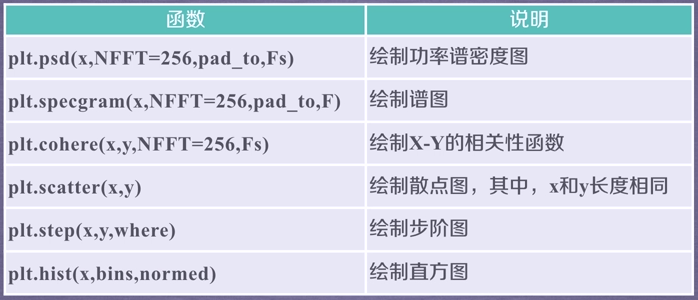 函数 说明
plt.psd(x,NFFT=256,pad_to,Fs) 绘制功率谱密度图
plt.specgram(x,NFFT=256,pad_to,F) 绘制谱图
plt.cohere(x,y,NFFT=256,Fs) 绘制X-Y的相关性函数
plt.scatter(x,y) 绘制散点图，其中，x和y长度相同
plt.step(x,y,where) 绘制步阶图
plt.hist(x,bins,normed) 绘制直方图